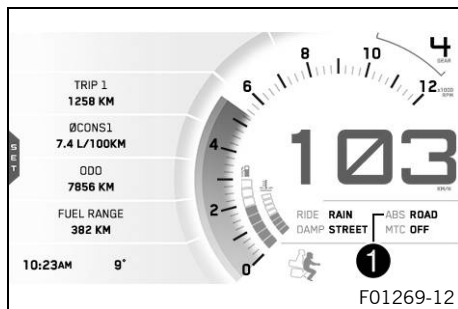 4
GEAR
8 10
6 12 x1000
RPM
TRIP 1
1258 KM
ØCONS1
7.4 L/100KM
4
103
SET
ODO
7856 KM
KM/H
FUEL RANGE
382 KM
2
RIDE RAIN ABS ROAD
DAMP STREET MTC OFF
10:23AM 9°
0
1
F01269-12